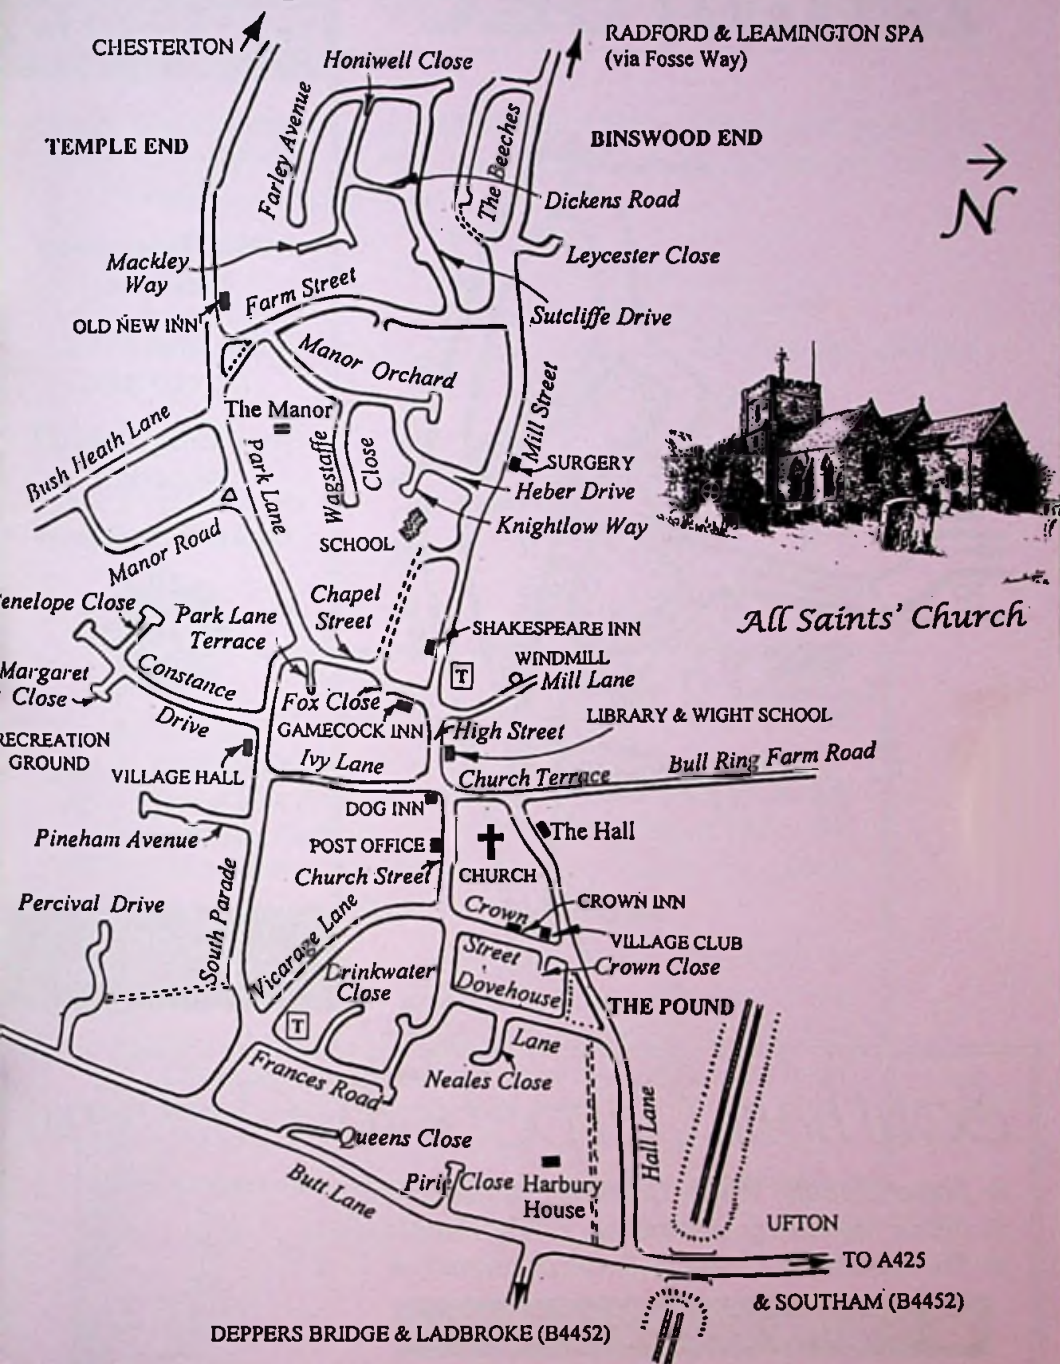 CHESTERTON
RADFORD & LEAMINGTON SPA
(via Fosse Way)
Honiwell Close
TEMPLE END
Farley Avenue
The Beeches
BINSWOOD END
N
Dickens Road
Mackley
Way
Leycester Close
Farm Street
OLD NEW INN
Sutcliffe Drive
Manor Orchard
Mill Street
The Manor
Bush Heath Lane
Park Lane
Wagstaffe
Close
SURGERY
Heber Drive
Knightlow Way
SCHOOL
Manor Road
Chapel
Street
enelope Close
Park Lane
Terrace
SHAKESPEARE INN
All Saints' Church
WINDMILL
T
Mill Lane
Margaret
Close
Constance
Drive
Fox Close
GAMECOCK INN
High Street
LIBRARY & WIGHT SCHOOL
RECREATION
GROUND
VILLAGE HALL
Ivy Lane
Church Terrace
Bull Ring Farm Road
DOG INN
Pineham Avenue
POST OFFICE
The Hall
Church Street
CHURCH
Percival Drive
South Parade
Vicarage Lane
Crown
Street
CROWN INN
VILLAGE CLUB
Crown Close
Drinkwater
Close
Dovehouse
Lane
THE POUND
T
Frances Road
Neales Close
Queens Close
Hall Lane
Butt Lane
Pirie Close
Harbury
House
UFTON
TO A425
& SOUTHAM (B4452)
DEPPERS BRIDGE & LADBROKE (B4452)